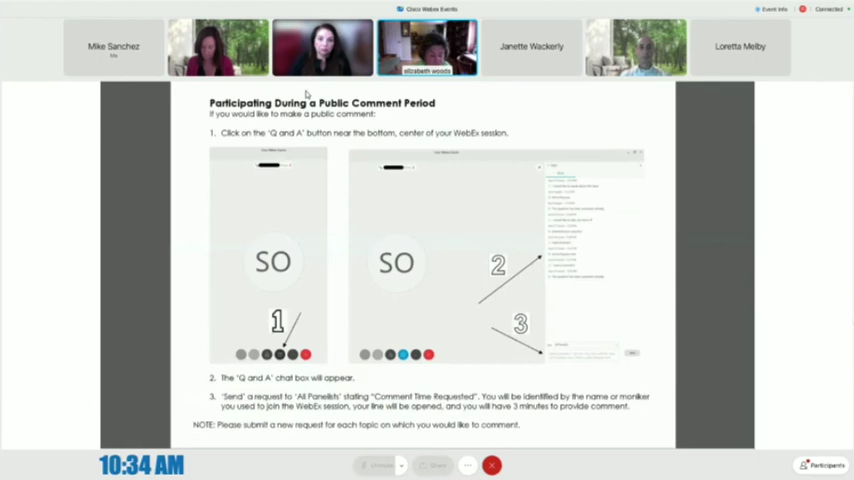 Cisco Webex Events
Event Info
Connected
Mike Sanchez
Me
elizabeth woods
Janette Wackerly
Loretta Melby
Participating During a Public Comment Period
If you would like to make a public comment:
1. Click on the 'Q and A' button near the bottom, center of your WebEx session.
SO
1
SO
2
3
2. The 'Q and A' chat box will appear.
3. 'Send' a request to 'All Panelists' stating "Comment Time Requested". You will be identified by the name or moniker
you used to join the WebEx session, your line will be opened, and you will have 3 minutes to provide comment.
NOTE: Please submit a new request for each topic on which you would like to comment.
10:34 AM
Unmute
Share
Participants